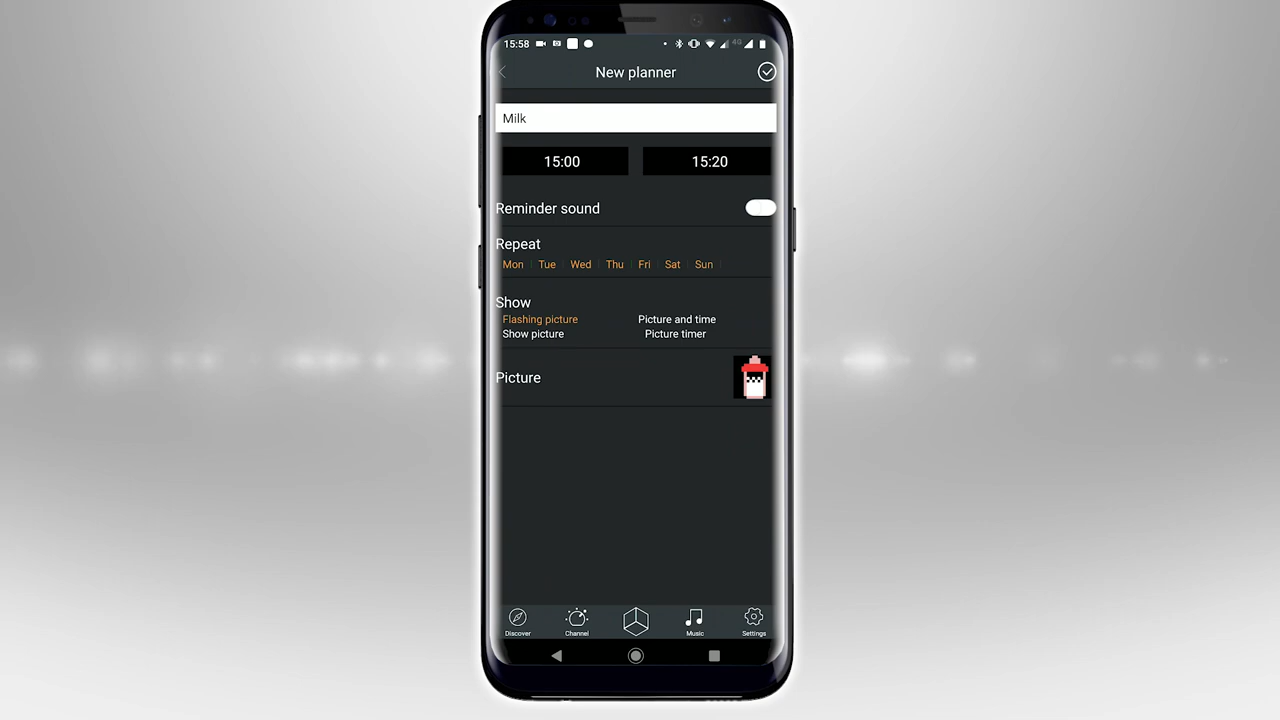 15:58 4G
New planner
Milk
15:00 15:20
Reminder sound
Repeat
Mon Tue Wed Thu Fri Sat Sun
Show
Flashing picture Picture and time
Show picture Picture timer
Picture
Discover Channel Music Settings